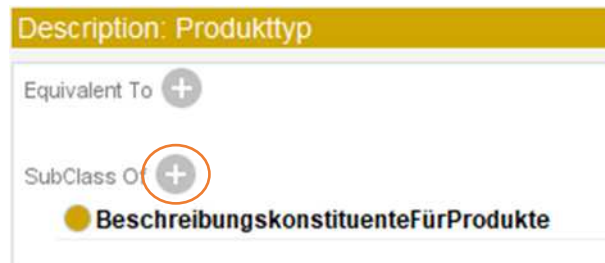 Description: Produkttyp
Equivalent To
SubClass Of
BeschreibungskonstituenteFürProdukte